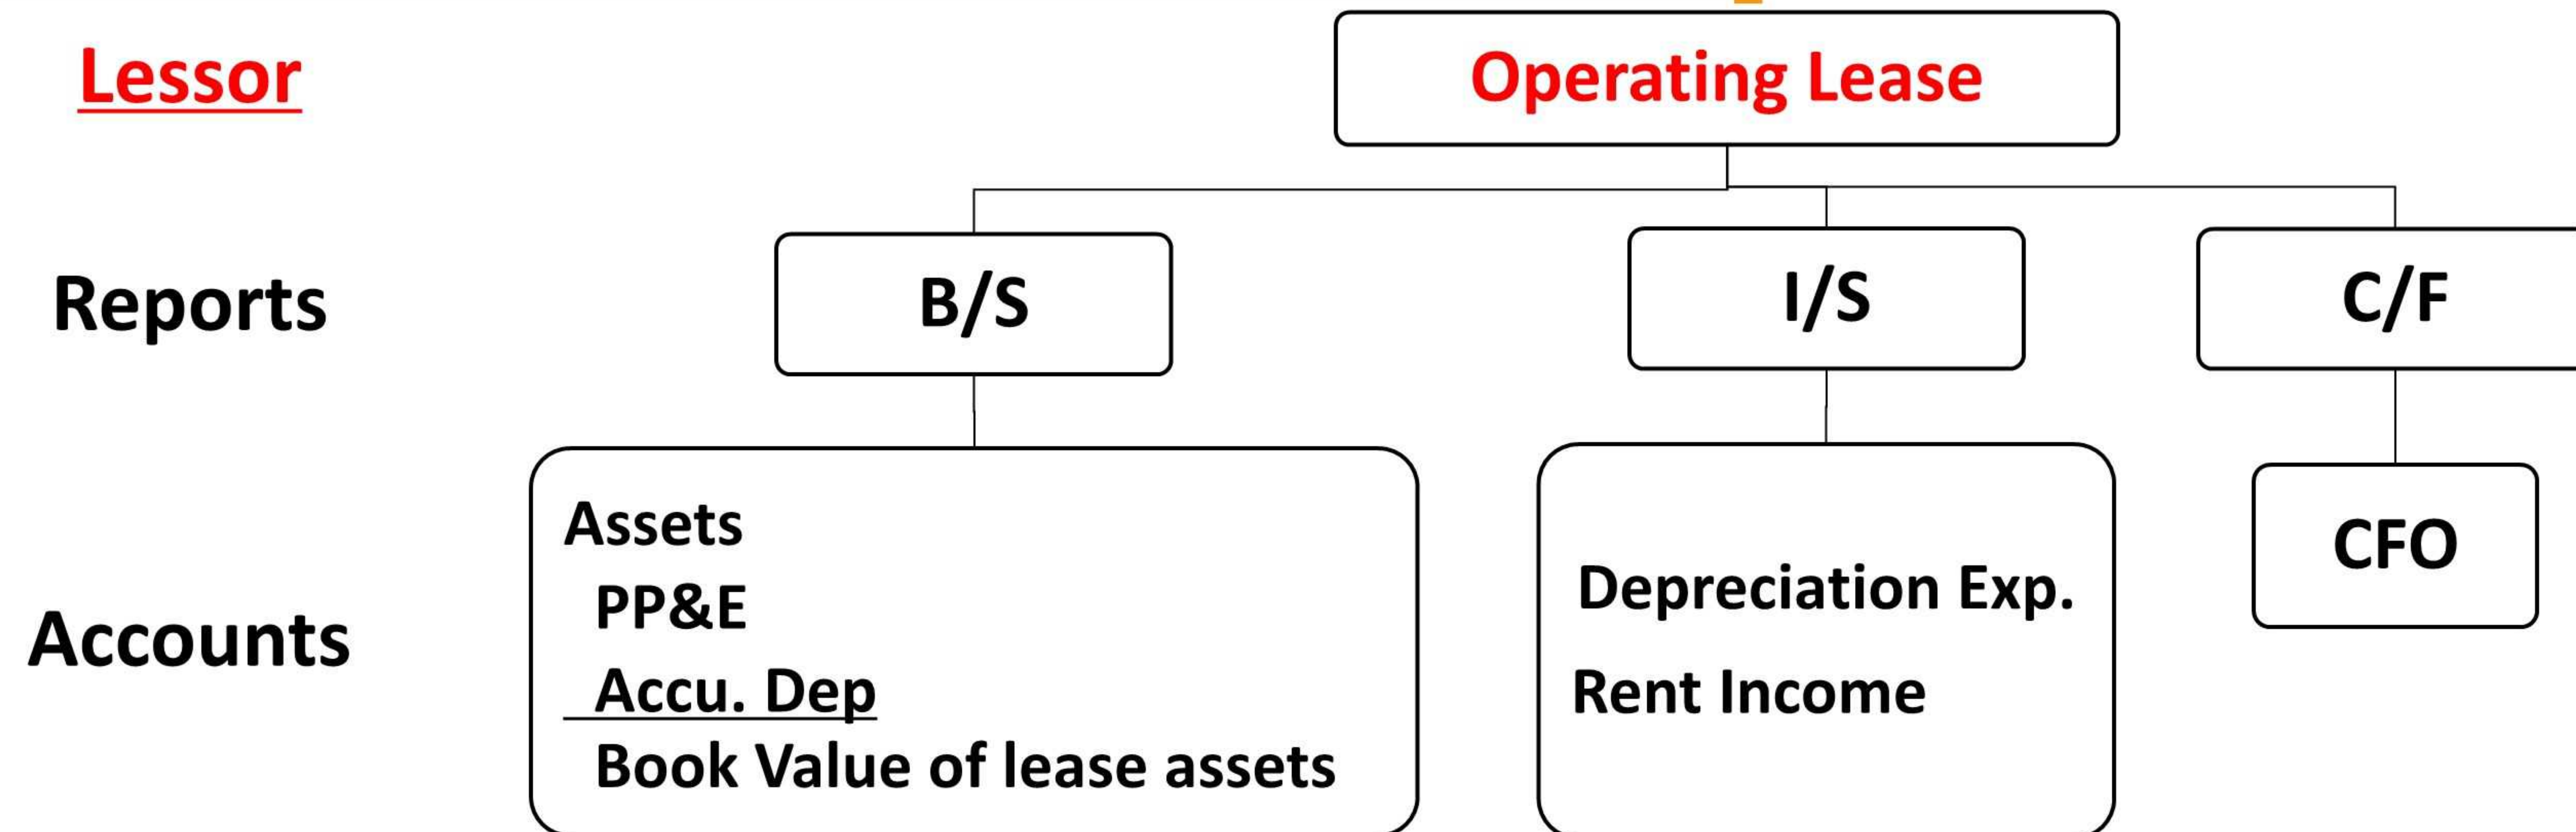 Lessor
Operating Lease
Reports
B/S
I/S
C/F
Accounts
Assets
PP&E
Accu. Dep
Book Value of lease assets
Depreciation Exp.
Rent Income
CFO